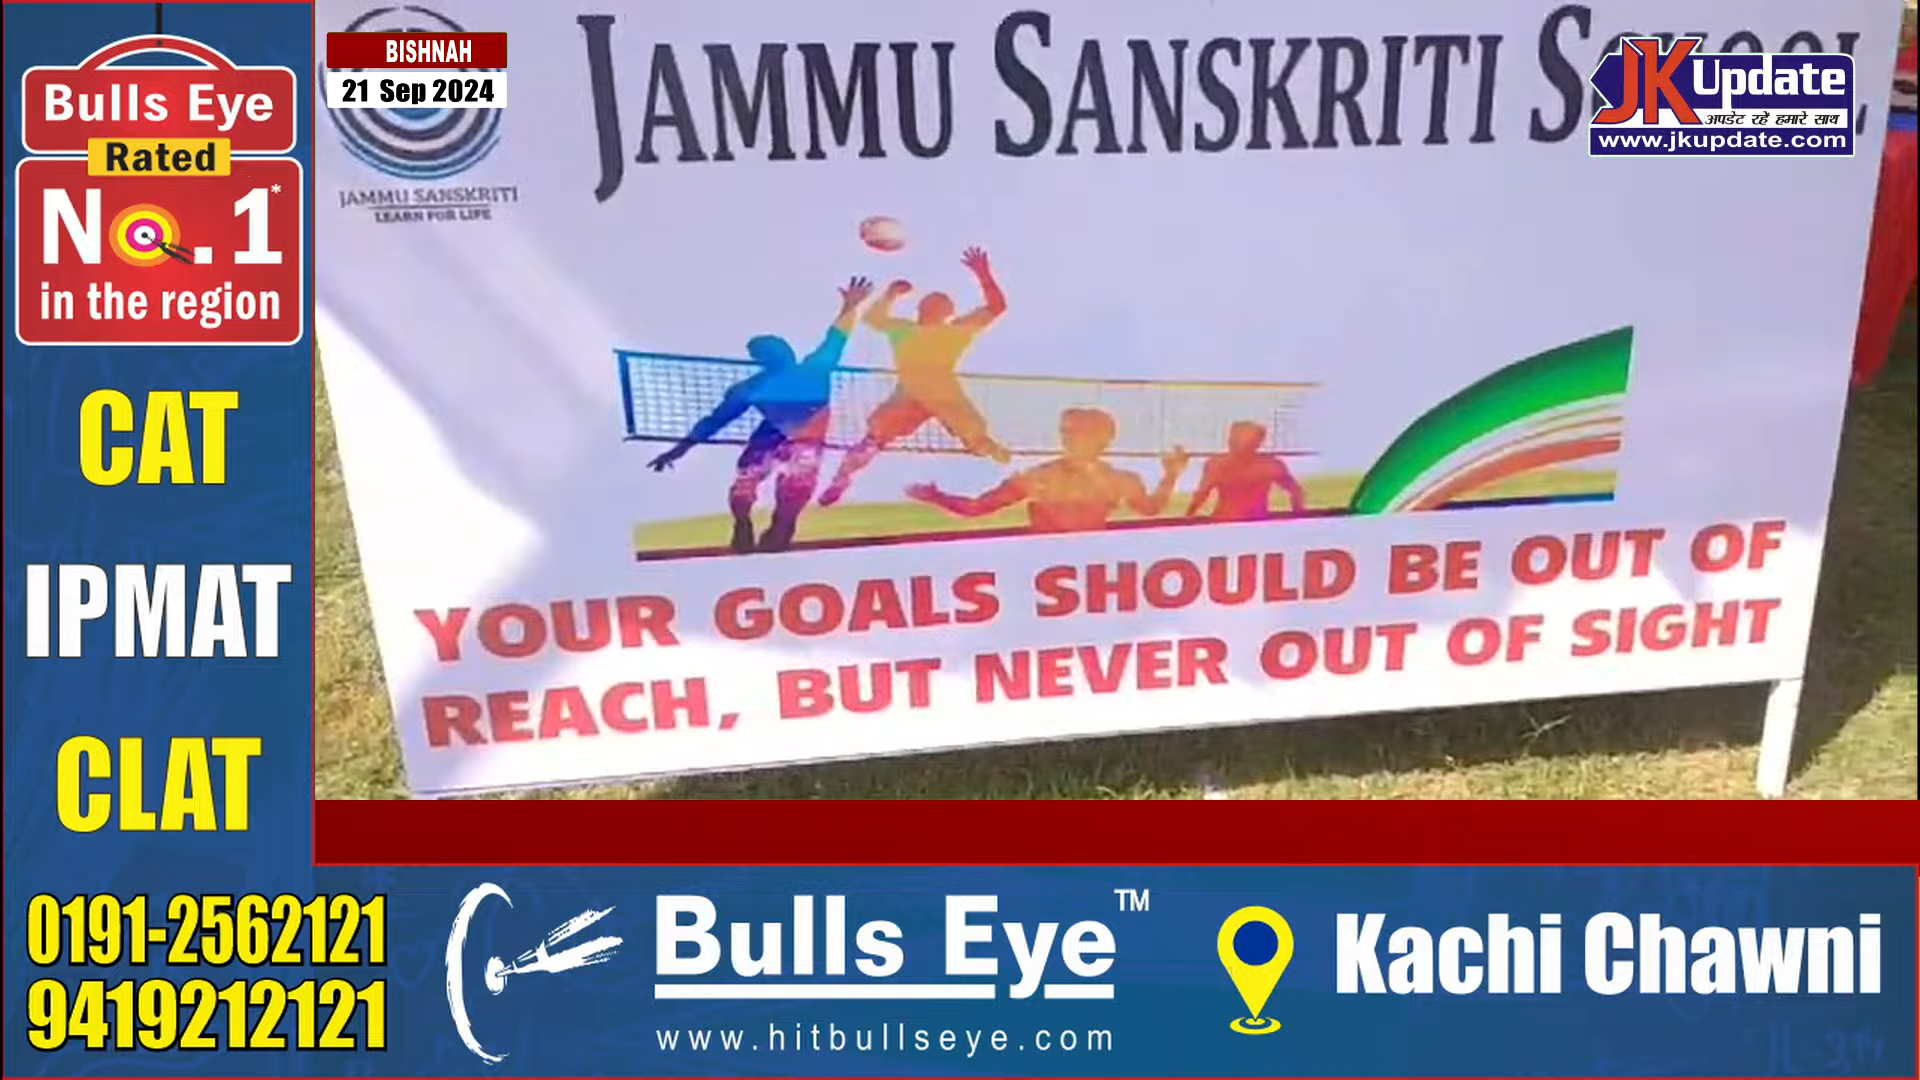 Bulls Eye
Rated
No.1*
in the region
CAT
IPMAT
CLAT
0191-2562121
9419212121
BISHNAH
21 Sep 2024
JAMMU SANSKRITI
LEARN FOR LIFE
JAMMU SANSKRITI SCHOOL
JK Update
अपडेट रहें हमारे साथ
www.jkupdate.com
YOUR GOALS SHOULD BE OUT OF
REACH, BUT NEVER OUT OF SIGHT
Bulls Eye™
www.hitbullseye.com
Kachi Chawni